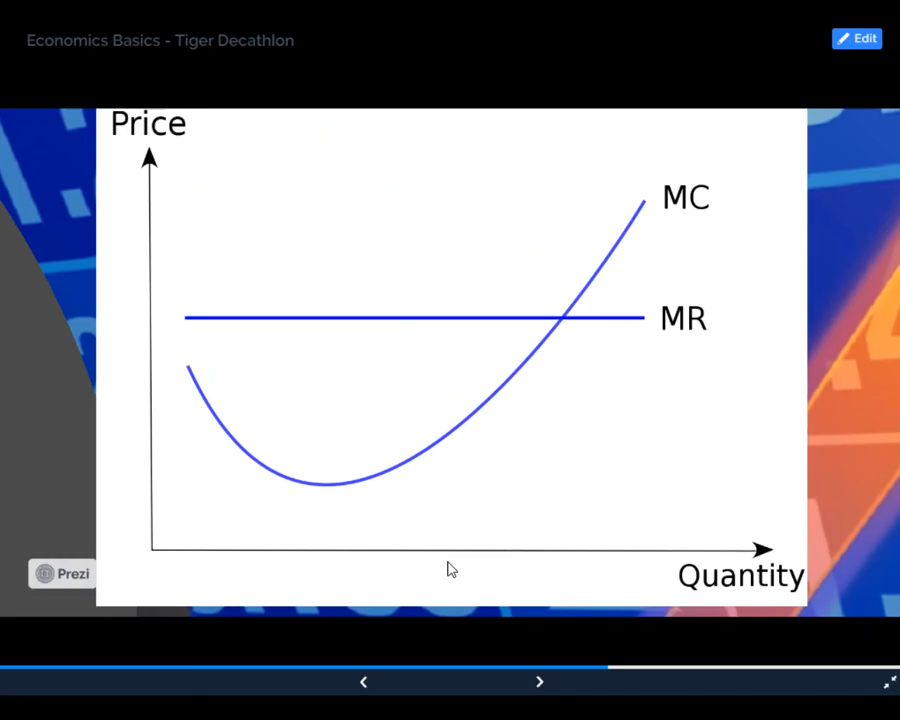 Economics Basics - Tiger Decathlon
Edit
Price
MC
MR
Prezi
Quantity